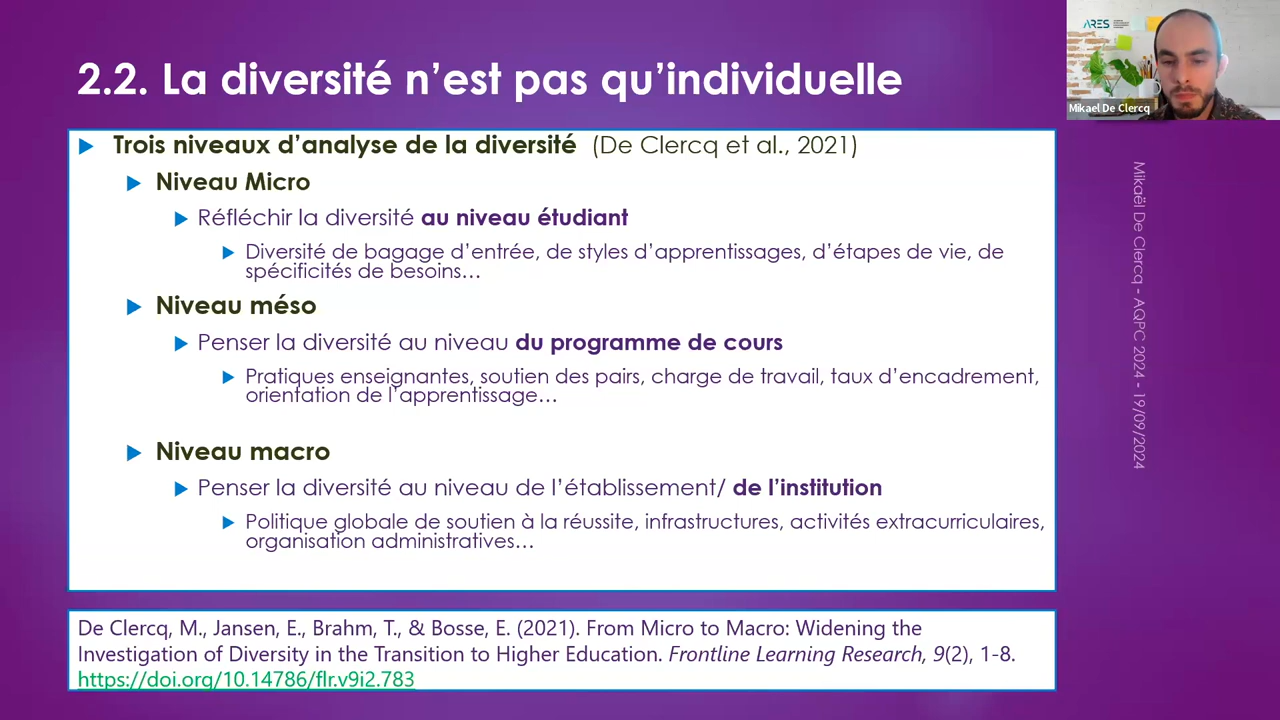 2.2. La diversité n’est pas qu’individuelle
ARES
Mikael De Clercq
Trois niveaux d’analyse de la diversité (De Clercq et al., 2021)
Niveau Micro
Réfléchir la diversité au niveau étudiant
Diversité de bagage d’entrée, de styles d’apprentissages, d’étapes de vie, de
spécificités de besoins…
Niveau méso
Penser la diversité au niveau du programme de cours
Pratiques enseignantes, soutien des pairs, charge de travail, taux d’encadrement,
orientation de l’apprentissage…
Niveau macro
Penser la diversité au niveau de l’établissement/ de l’institution
Politique globale de soutien à la réussite, infrastructures, activités extracurriculaires,
organisation administratives…
De Clercq, M., Jansen, E., Brahm, T., & Bosse, E. (2021). From Micro to Macro: Widening the
Investigation of Diversity in the Transition to Higher Education. Frontline Learning Research, 9(2), 1-8.
https://doi.org/10.14786/flr.v9i2.783
Mikaël De Clercq - AQPC 2024 - 19/09/2024